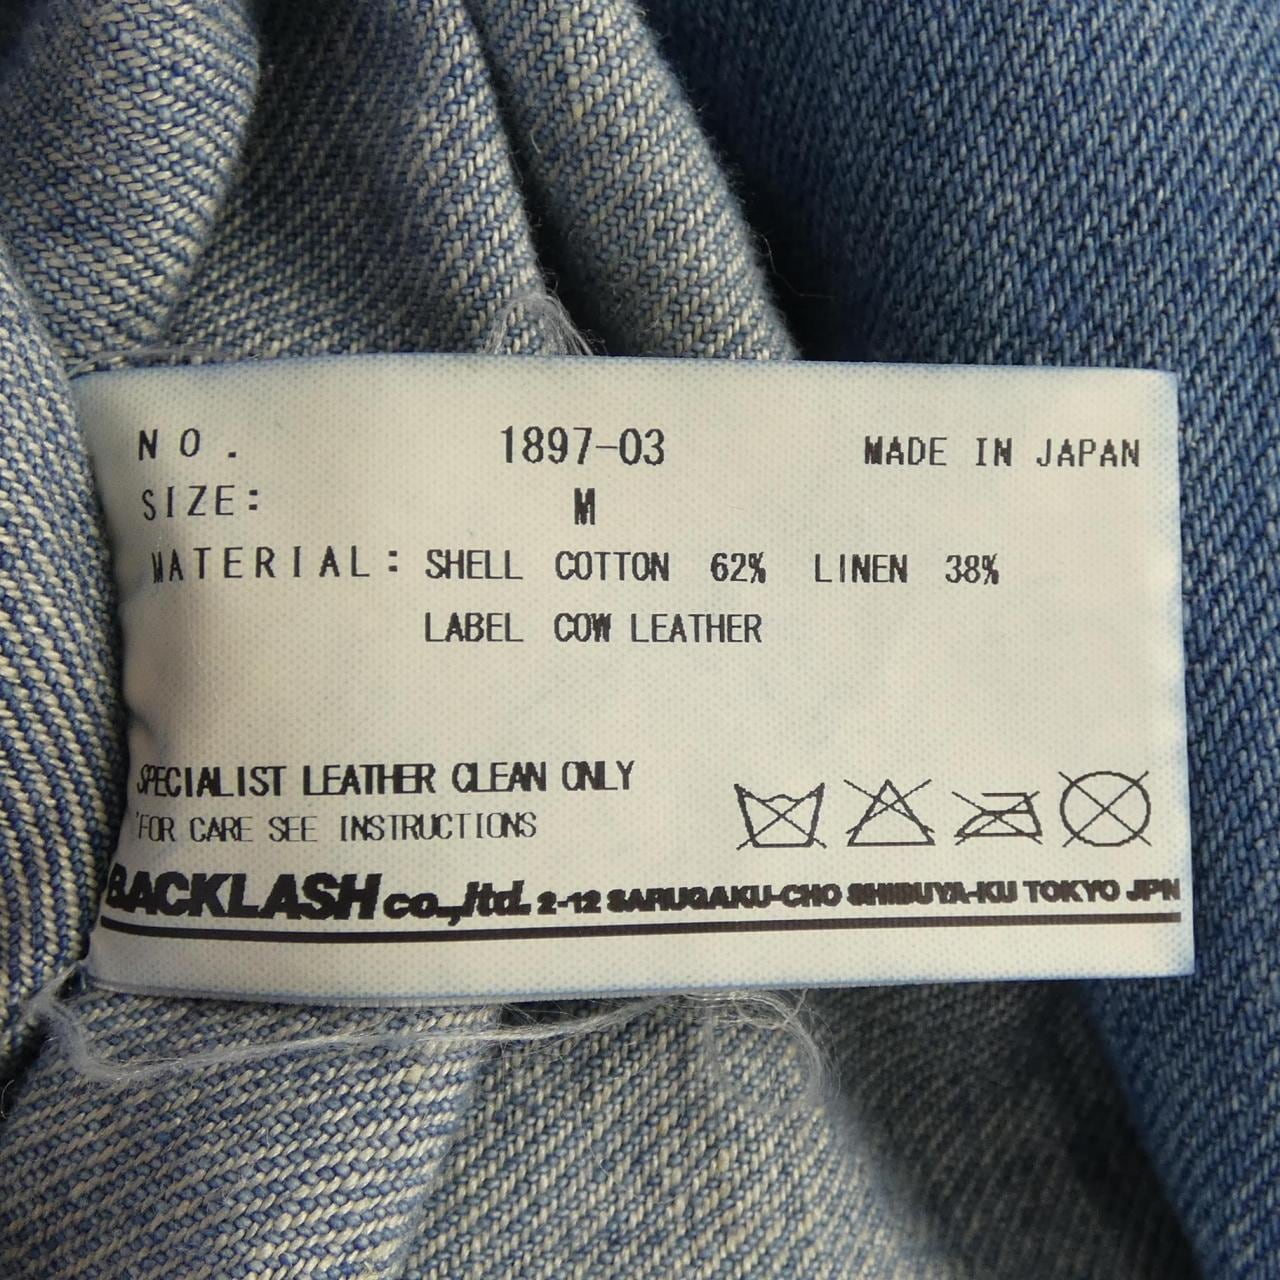 NO. 1897-03 MADE IN JAPAN
SIZE: M
MATERIAL: SHELL COTTON 62% LINEN 38%
LABEL COW LEATHER
SPECIALIST LEATHER CLEAN ONLY
'FOR CARE SEE INSTRUCTIONS
BACKLASH co.,ltd. 2-12 SARUGAKU-CHO SHIBUYA-KU TOKYO JPN